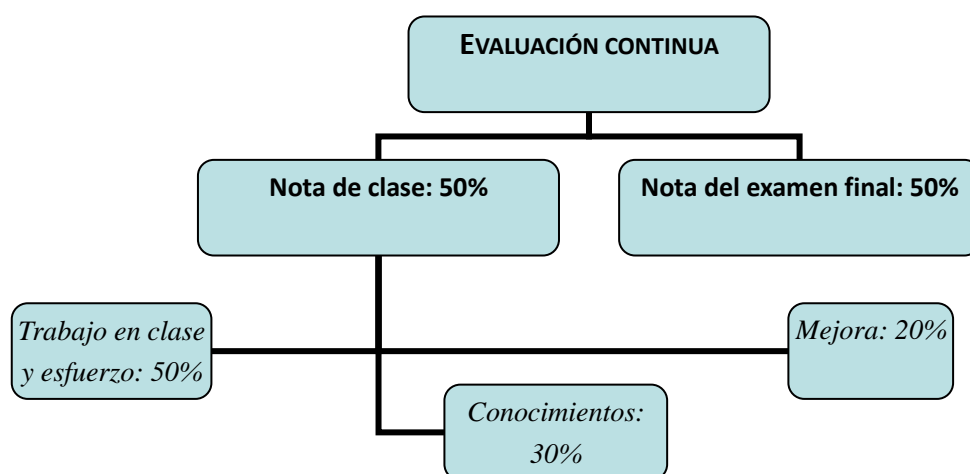 EVALUACIÓN CONTINUA
Nota de clase: 50%
Nota del examen final: 50%
Trabajo en clase
y esfuerzo: 50%
Mejora: 20%
Conocimientos:
30%